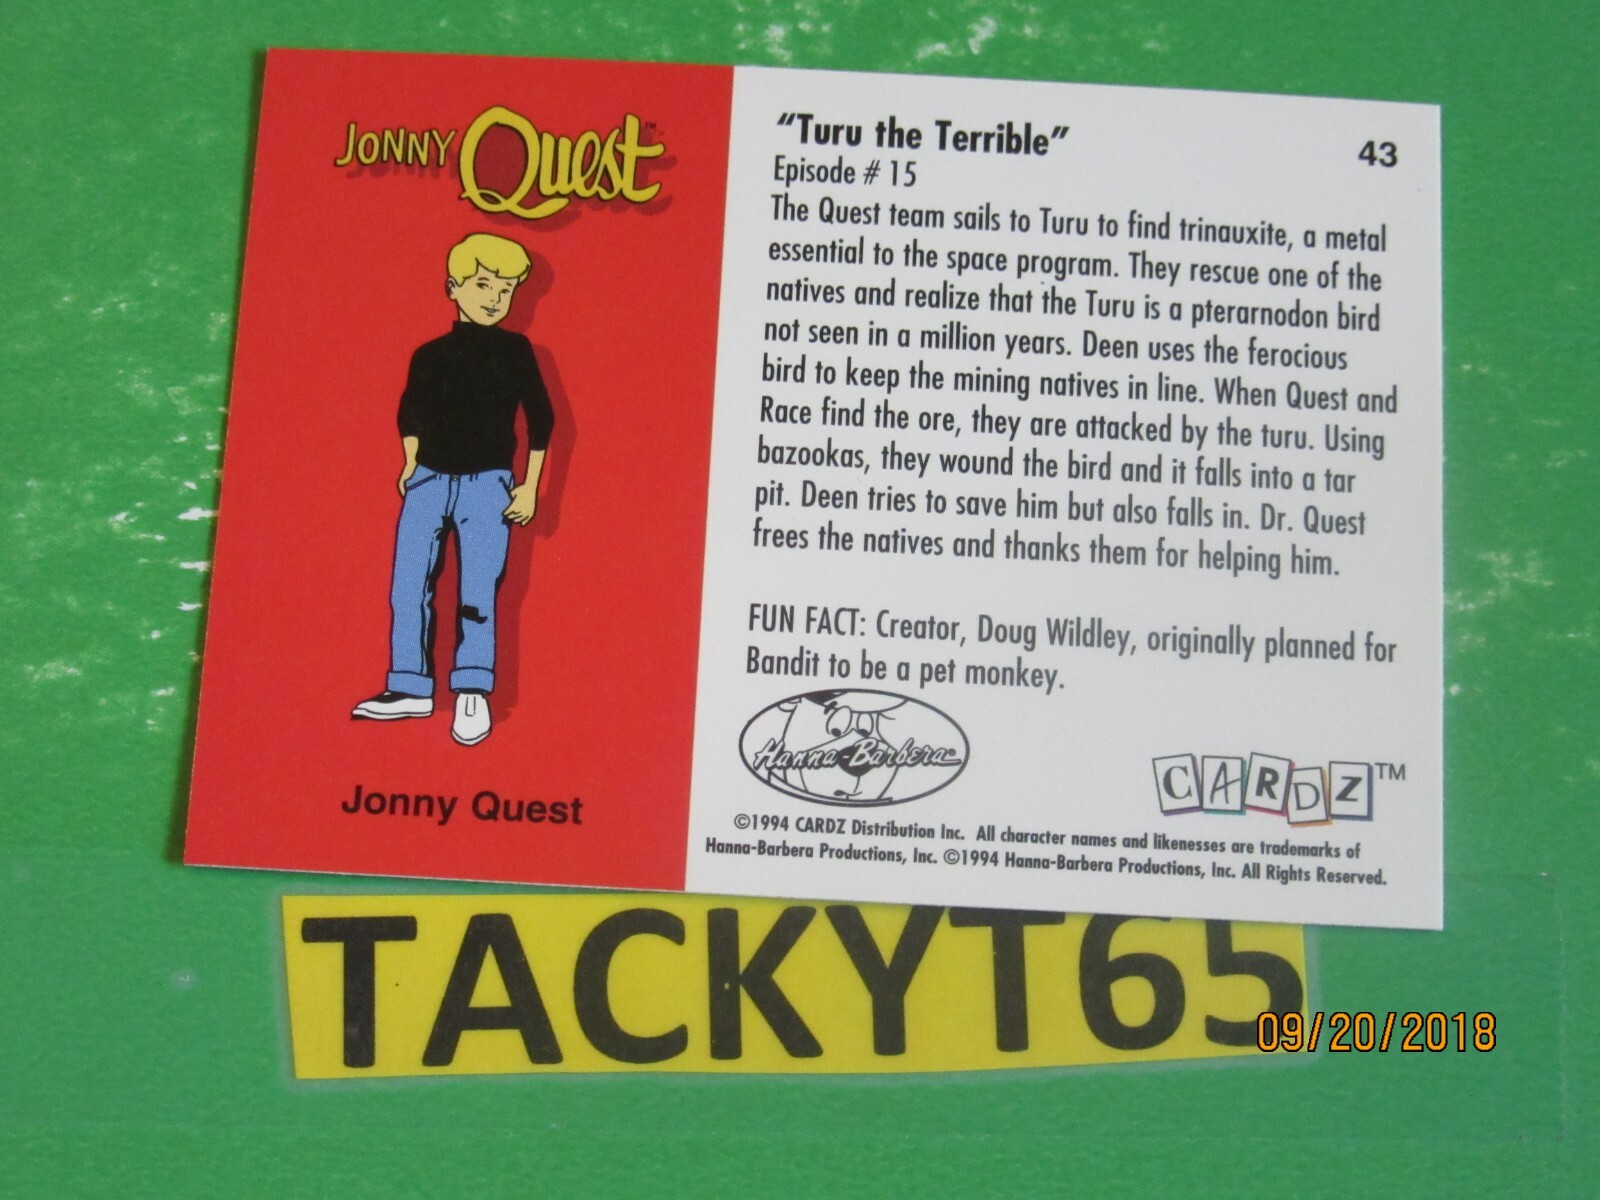 JONNY Quest™
Jonny Quest
"Turu the Terrible"
43
Episode # 15
The Quest team sails to Turu to find trinauxite, a metal
essential to the space program. They rescue one of the
natives and realize that the Turu is a pterarnodon bird
not seen in a million years. Deen uses the ferocious
bird to keep the mining natives in line. When Quest and
Race find the ore, they are attacked by the turu. Using
bazookas, they wound the bird and it falls into a tar
pit. Deen tries to save him but also falls in. Dr. Quest
frees the natives and thanks them for helping him.
FUN FACT: Creator, Doug Wildley, originally planned for
Bandit to be a pet monkey.
Hanna-Barbera
CARDZ™
©1994 CARDZ Distribution Inc. All character names and likenesses are trademarks of
Hanna-Barbera Productions, Inc. ©1994 Hanna-Barbera Productions, Inc. All Rights Reserved.
TACKYT65
09/20/2018